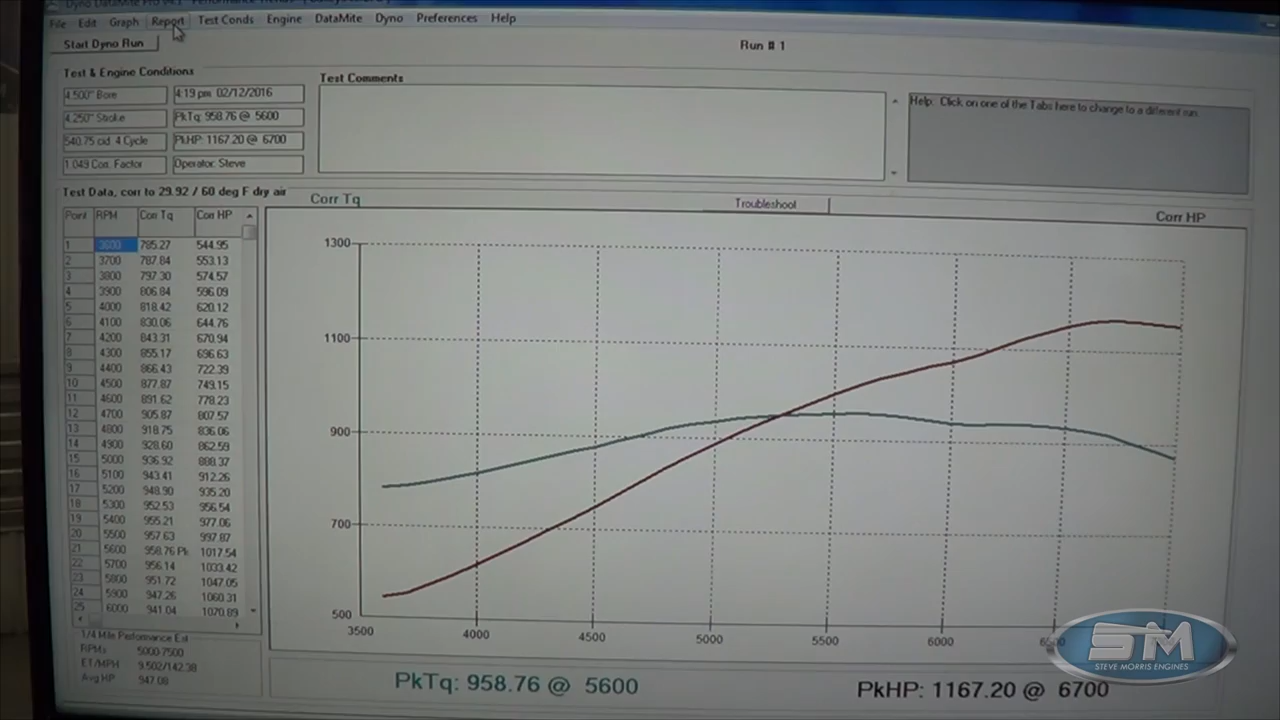 Dyno DataMite Pro v4.1 Performance Trends
File Edit Graph Report Test Conds Engine DataMite Dyno Preferences Help
Start Dyno Run
Run # 1
Test & Engine Conditions
Test Comments
4.500" Bore 4:19 pm 02/12/2016
4.250" Stroke PkTq: 958.76 @ 5600
540.75 cid 4 Cycle PkHP: 1167.20 @ 6700
1.049 Corr. Factor Operator: Steve
Help: Click on one of the Tabs here to change to a different run.
Test Data, corr to 29.92 / 60 deg F dry air
Corr Tq
Troubleshoot
Corr HP
Point RPM Corr Tq Corr HP
1 3600 785.27 544.95
2 3700 787.84 553.13
3 3800 797.30 574.57
4 3900 806.84 596.09
5 4000 818.42 620.12
6 4100 830.06 644.76
7 4200 843.31 670.94
8 4300 855.17 696.63
9 4400 866.43 722.39
10 4500 877.87 749.15
11 4600 891.62 778.23
12 4700 905.87 807.57
13 4800 918.75 836.06
14 4900 928.60 862.59
15 5000 936.92 888.37
16 5100 943.41 912.26
17 5200 948.90 935.20
18 5300 952.53 956.54
19 5400 955.21 977.06
20 5500 957.63 997.87
21 5600 958.76 Pk 1017.54
22 5700 956.14 1033.42
23 5800 951.72 1047.05
24 5900 947.26 1060.31
25 6000 941.04 1070.89
1300
1100
900
700
500
3500 4000 4500 5000 5500 6000
1/4 Mile Performance Est
RPMs 5000-7500
ET/MPH 9.502/142.38
Avg HP 947.08
PkTq: 958.76 @ 5600
PkHP: 1167.20 @ 6700
SM
STEVE MORRIS ENGINES